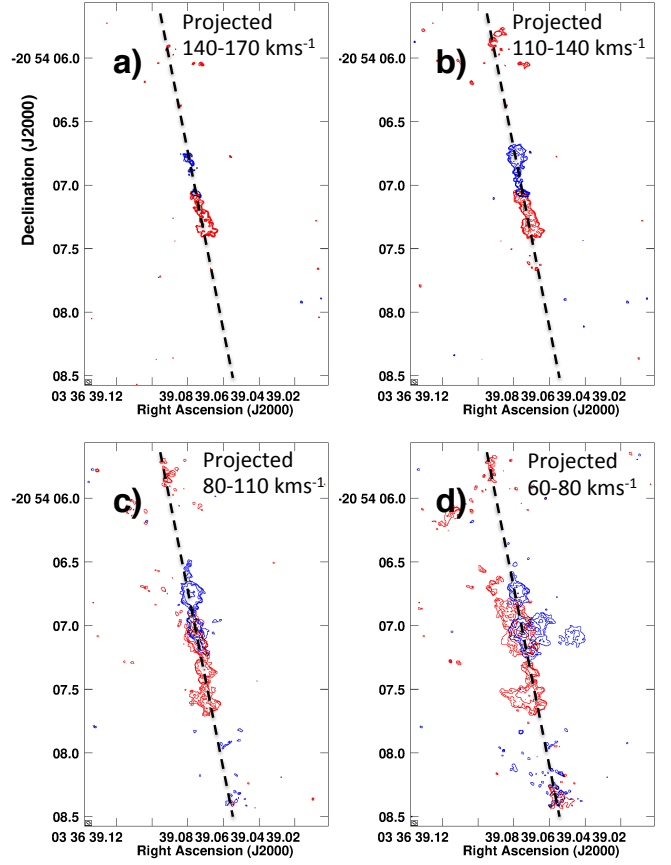 Projected
140-170 kms-1
a)
-20 54 06.0
06.5
07.0
07.5
08.0
08.5
Declination (J2000)
03 36 39.12 39.08 39.06 39.04 39.02
Right Ascension (J2000)
Projected
110-140 kms-1
b)
-20 54 06.0
06.5
07.0
07.5
08.0
08.5
03 36 39.12 39.08 39.06 39.04 39.02
Right Ascension (J2000)
Projected
80-110 kms-1
c)
-20 54 06.0
06.5
07.0
07.5
08.0
08.5
03 36 39.12 39.08 39.06 39.04 39.02
Right Ascension (J2000)
Projected
60-80 kms-1
d)
-20 54 06.0
06.5
07.0
07.5
08.0
08.5
03 36 39.12 39.08 39.06 39.04 39.02
Right Ascension (J2000)